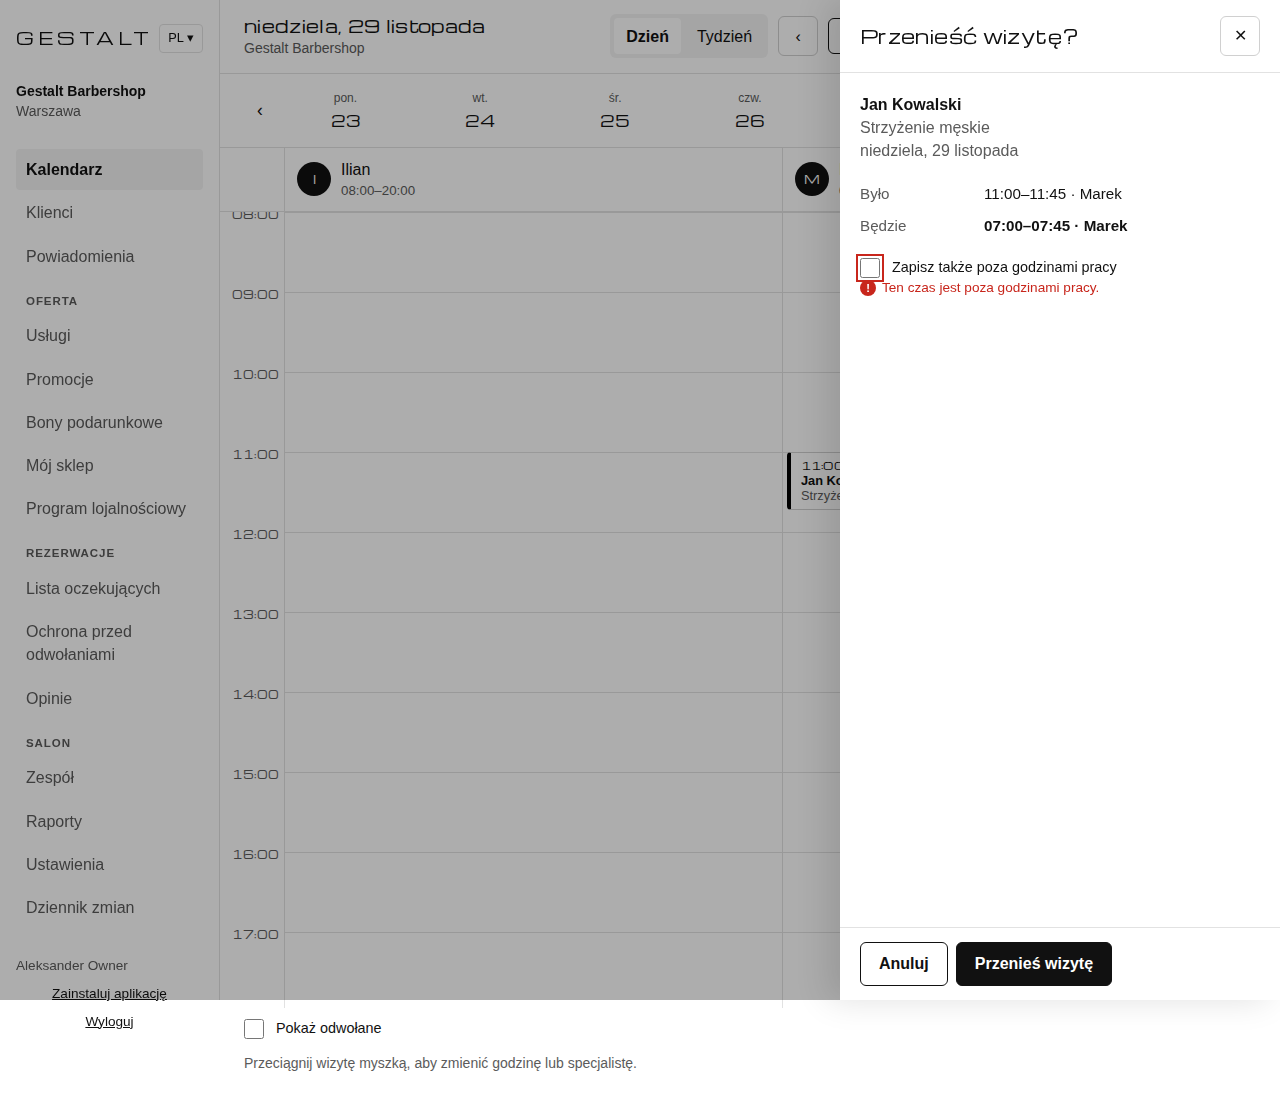 GESTALT
PL ▾
Gestalt Barbershop
Warszawa
Kalendarz
Klienci
Powiadomienia
OFERTA
Usługi
Promocje
Bony podarunkowe
Mój sklep
Program lojalnościowy
REZERWACJE
Lista oczekujących
Ochrona przed
odwołaniami
Opinie
SALON
Zespół
Raporty
Ustawienia
Dziennik zmian
Aleksander Owner
Zainstaluj aplikację
Wyloguj
niedziela, 29 listopada
Gestalt Barbershop
Dzień
Tydzień
‹
‹
pon.
23
wt.
24
śr.
25
czw.
26
I
Ilian
08:00–20:00
M
08:00
09:00
10:00
11:00
12:00
13:00
14:00
15:00
16:00
17:00
11:00
Jan
Pokaż odwołane
Przeciągnij wizytę myszką, aby zmienić godzinę lub specjalistę.
Przenieść wizytę?
✕
Jan Kowalski
Strzyżenie męskie
niedziela, 29 listopada
Było 11:00–11:45 · Marek
Będzie 07:00–07:45 · Marek
Zapisz także poza godzinami pracy
! Ten czas jest poza godzinami pracy.
Anuluj
Przenieś wizytę